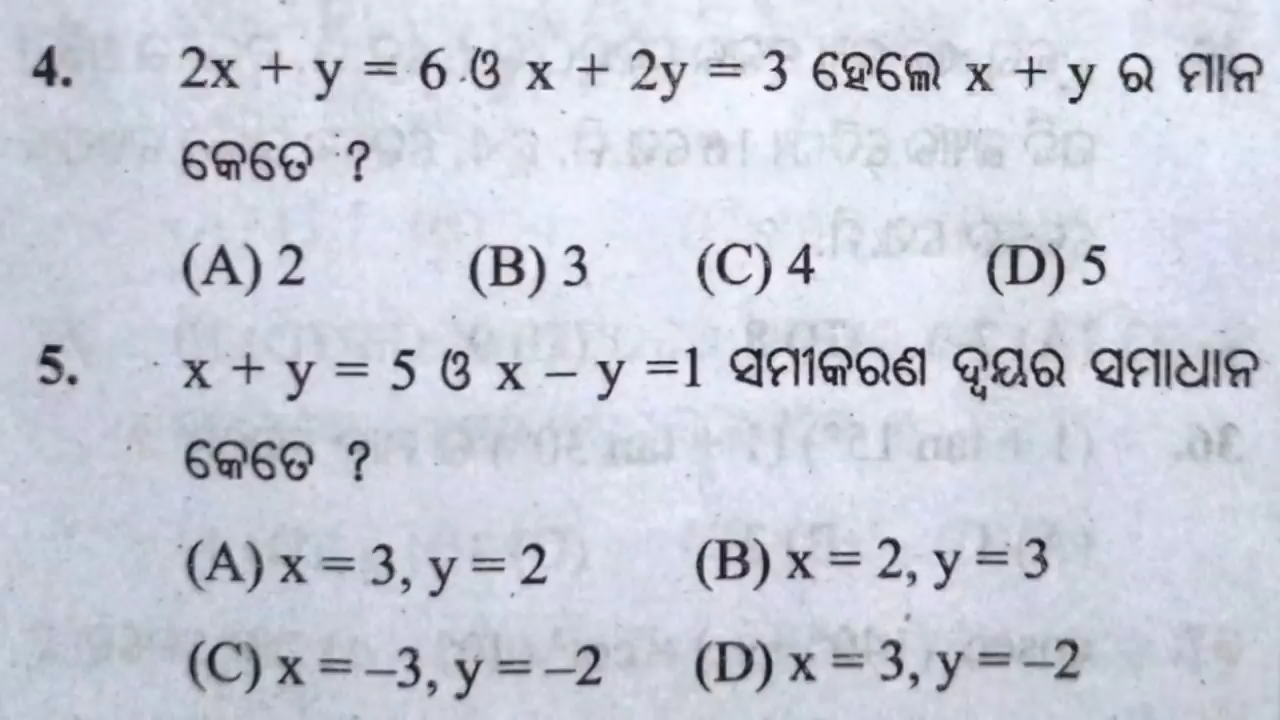 4. 2x + y = 6 ଓ x + 2y = 3 ହେଲେ x + y ର ମାନ
କେତେ ?
(A) 2 (B) 3 (C) 4 (D) 5
5. x + y = 5 ଓ x – y =1 ସମୀକରଣ ଦ୍ୱୟର ସମାଧାନ
କେତେ ?
(A) x = 3, y = 2 (B) x = 2, y = 3
(C) x = –3, y = –2 (D) x = 3, y = –2